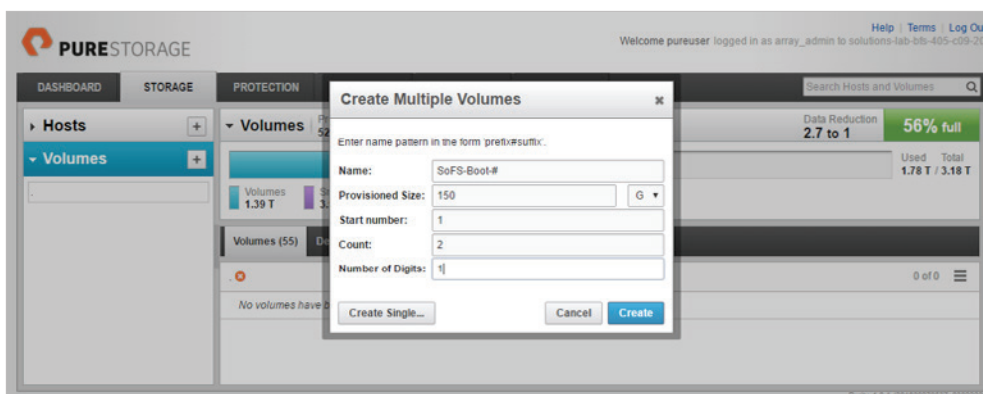 Help | Terms | Log Ou
PURESTORAGE
Welcome pureuser logged in as array_admin to solutions-lab-bfs-405-c09-20
DASHBOARD STORAGE PROTECTION
Search Hosts and Volumes
Hosts +
Volumes +
Volumes
Data Reduction
2.7 to 1
56% full
Used Total
1.78 T / 3.18 T
Volumes
1.39 T
Volumes (55)
0 of 0
No volumes have b
Create Multiple Volumes
Enter name pattern in the form 'prefix#suffix'.
Name: SoFS-Boot-#
Provisioned Size: 150 G
Start number: 1
Count: 2
Number of Digits: 1
Create Single... Cancel Create